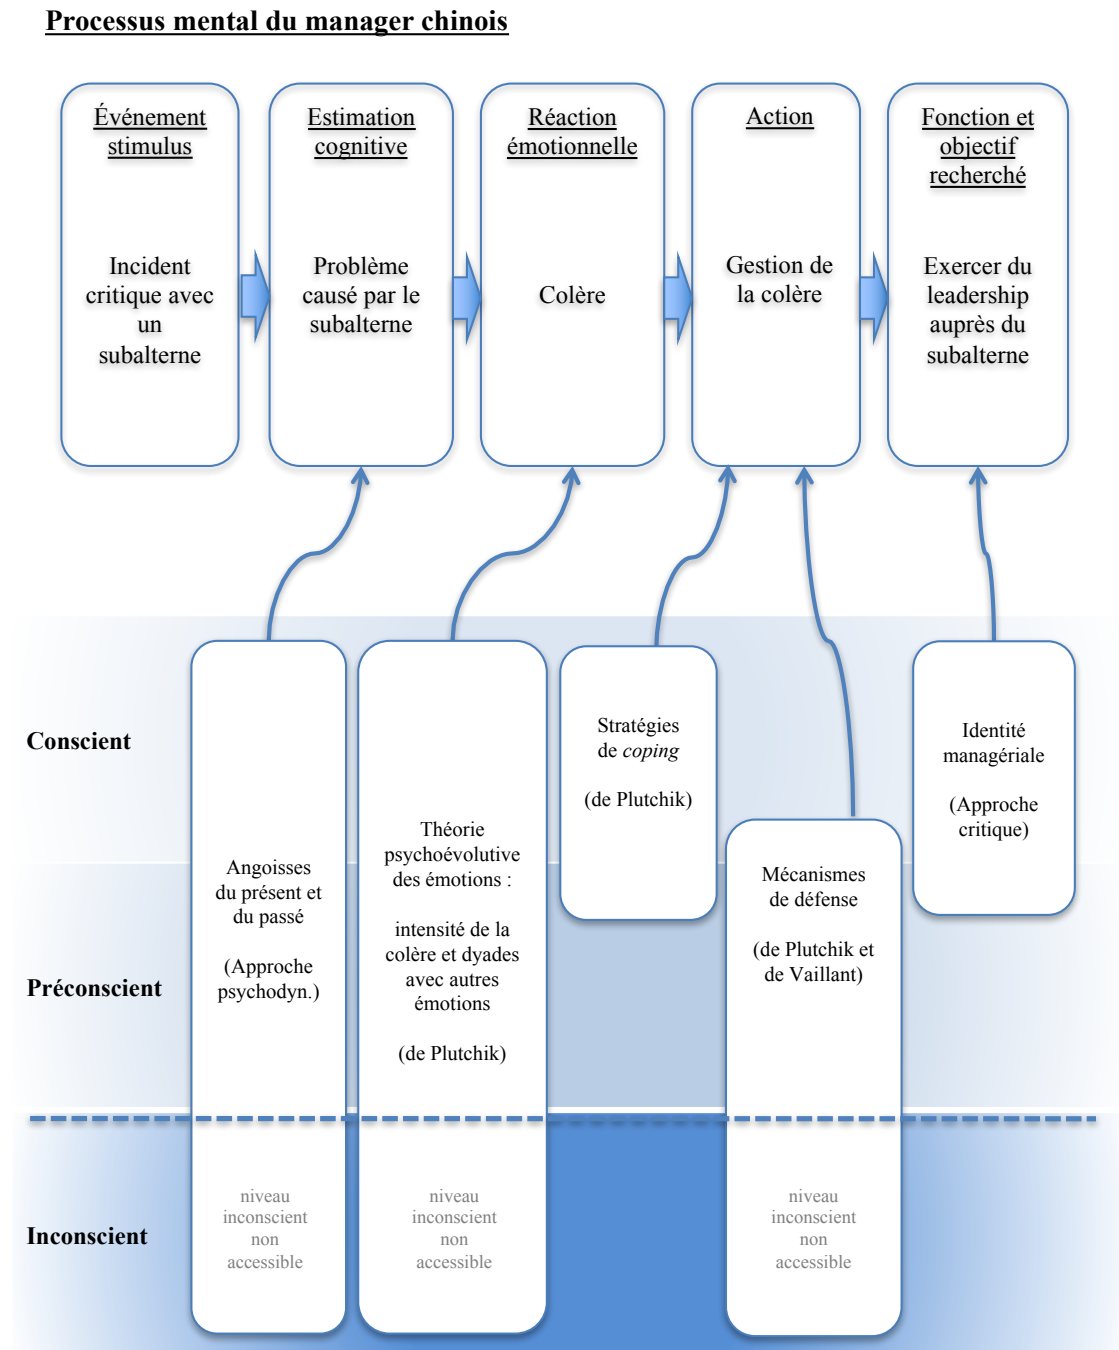 Processus mental du manager chinois
Événement
stimulus
Incident
critique avec
un
subalterne
Estimation
cognitive
Problème
causé par le
subalterne
Réaction
émotionnelle
Colère
Action
Gestion de
la colère
Fonction et
objectif
recherché
Exercer du
leadership
auprès du
subalterne
Conscient
Préconscient
Inconscient
Angoisses
du présent et
du passé
(Approche
psychodyn.)
niveau
inconscient
non
accessible
Théorie
psychoévolutive
des émotions :
intensité de la
colère et dyades
avec autres
émotions
(de Plutchik)
niveau
inconscient
non
accessible
Stratégies
de coping
(de Plutchik)
Mécanismes
de défense
(de Plutchik et
de Vaillant)
niveau
inconscient
non
accessible
Identité
managériale
(Approche
critique)